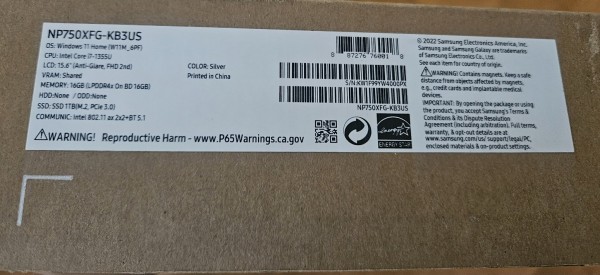 NP750XFG-KB3US
OS: Windows 11 Home (W11M_6PF)
CPU: Intel Core i7-1355U
LCD: 15.6" (Anti-Glare, FHD 2nd)
VRAM: Shared
MEMORY: 16GB (LPDDR4x On BD 16GB)
HDD:None / ODD:None
SSD: SSD 1TB(M.2, PCIe 3.0)
COMMUNIC: Intel 802.11 ax 2x2+BT 5.1
COLOR: Silver
Printed in China
8 87276 76001 8
S/N:KW1F99YW4000PX
NP750XFG-KB3US
WARNING! Reproductive Harm - www.P65Warnings.ca.gov
energy
ENERGY STAR
© 2022 Samsung Electronics America, Inc.
Samsung and Samsung Galaxy are trademarks
of Samsung Electronics Co., Ltd.
See each item for country of origin.
WARNING! Contains magnets. Keep a safe
distance from objects affected by magnets,
e.g., credit cards and implantable medical
devices.
IMPORTANT: By opening the package or using
the product, you accept Samsung's Terms &
Conditions & its Dispute Resolution
Agreement (including arbitration). Full terms,
warranty, & opt-out details are at
www.samsung.com/us/support/legal/PC,
enclosed materials & on-product settings.